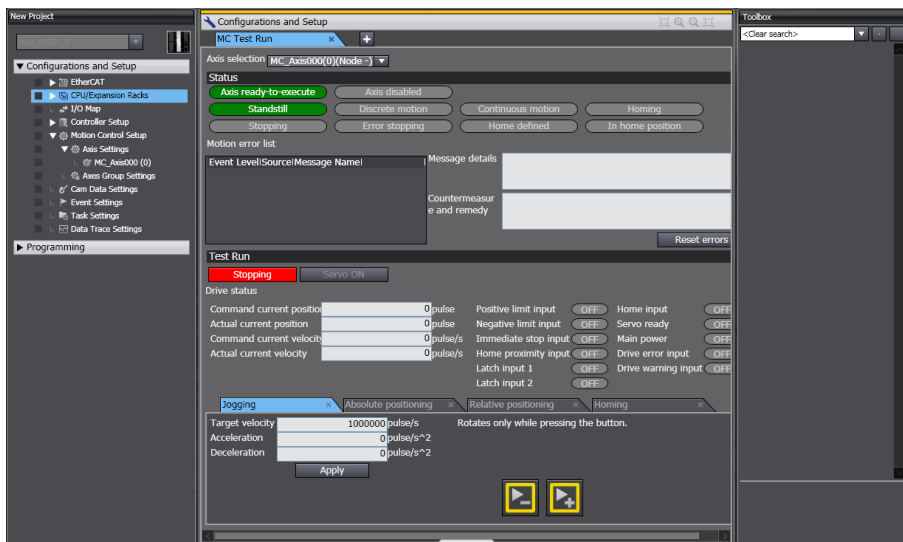 New Project
Configurations and Setup
Toolbox
MC Test Run
<Clear search>
Axis selection MC_Axis000(0)(Node -)
Configurations and Setup
EtherCAT
CPU/Expansion Racks
I/O Map
Controller Setup
Motion Control Setup
Axis Settings
MC_Axis000 (0)
Axes Group Settings
Cam Data Settings
Event Settings
Task Settings
Data Trace Settings
Programming
Status
Axis ready-to-execute Axis disabled
Standstill Discrete motion Continuous motion Homing
Stopping Error stopping Home defined In home position
Motion error list
Event Level|Source|Message Name|
Message details
Countermeasur
e and remedy
Reset errors
Test Run
Stopping Servo ON
Drive status
Command current positio 0 pulse Positive limit input OFF Home input OFF
Actual current position 0 pulse Negative limit input OFF Servo ready OFF
Command current velocit 0 pulse/s Immediate stop input OFF Main power OFF
Actual current velocity 0 pulse/s Home proximity input OFF Drive error input OFF
Latch input 1 OFF Drive warning input OFF
Latch input 2 OFF
Jogging Absolute positioning Relative positioning Homing
Target velocity 1000000 pulse/s Rotates only while pressing the button.
Acceleration 0 pulse/s^2
Deceleration 0 pulse/s^2
Apply